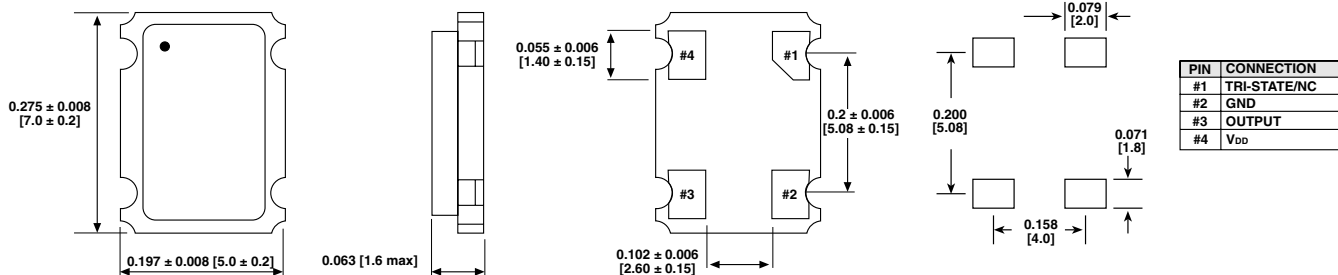 0.275 ± 0.008
[7.0 ± 0.2]
0.197 ± 0.008 [5.0 ± 0.2]
0.063 [1.6 max]
0.055 ± 0.006
[1.40 ± 0.15]
#4
#1
#3
#2
0.2 ± 0.006
[5.08 ± 0.15]
0.102 ± 0.006
[2.60 ± 0.15]
0.079
[2.0]
0.200
[5.08]
0.071
[1.8]
0.158
[4.0]
PIN CONNECTION
#1 TRI-STATE/NC
#2 GND
#3 OUTPUT
#4 VDD